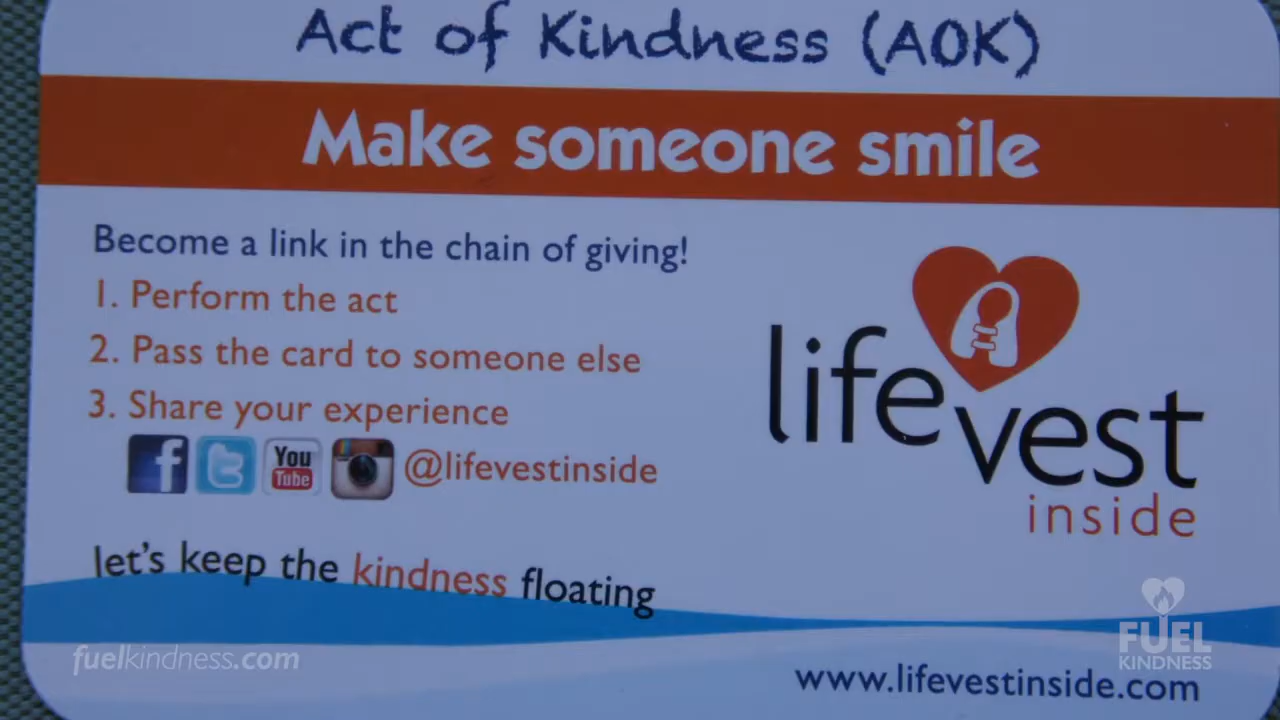 Act of Kindness (AOK)
Make someone smile
Become a link in the chain of giving!
1. Perform the act
2. Pass the card to someone else
3. Share your experience
f t You Tube @lifevestinside
life vest
inside
let's keep the kindness floating
www.lifevestinside.com
fuelkindness.com
FUEL
KINDNESS